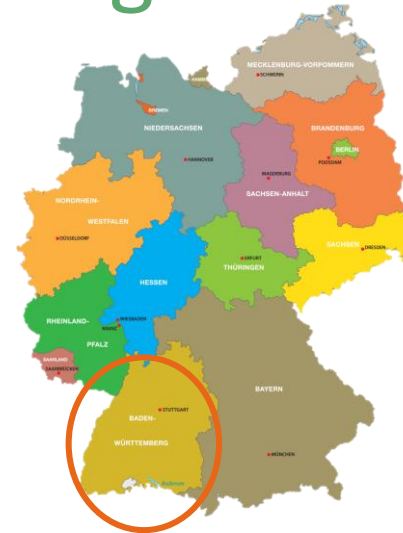 g
MECKLENBURG-VORPOMMERN
SCHWERIN
BREMEN
NIEDERSACHSEN
HANNOVER
BRANDENBURG
BERLIN
POTSDAM
MAGDEBURG
SACHSEN-ANHALT
NORDRHEIN-
WESTFALEN
DÜSSELDORF
SACHSEN
DRESDEN
ERFURT
THÜRINGEN
HESSEN
WIESBADEN
MAINZ
RHEINLAND-
PFALZ
SAARLAND
SAARBRÜCKEN
BAYERN
STUTTGART
BADEN-
WÜRTTEMBERG
MÜNCHEN
Bodensee